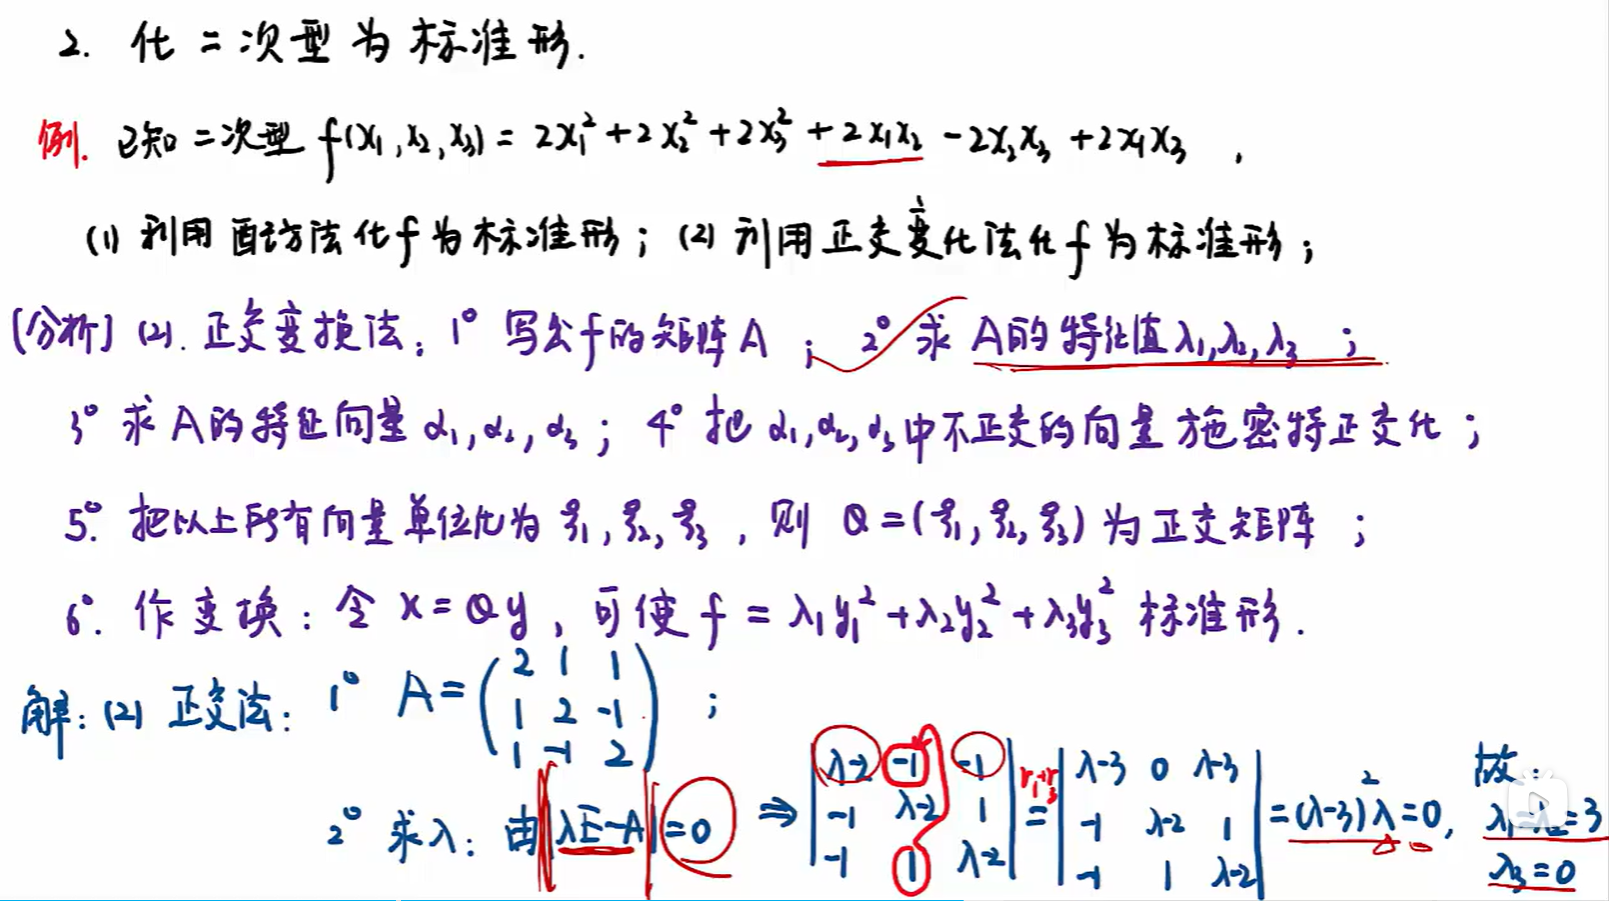 2. 化二次型为标准形.
例. 已知二次型 f(x₁,x₂,x₃) = 2x₁² + 2x₂² + 2x₃² + 2x₁x₂ - 2x₂x₃ + 2x₁x₃ ,
(1) 利用配方法化f为标准形; (2) 利用正交变化法化f为标准形;
[分析] (2). 正交变换法: 1° 写出f的矩阵A ; 2° 求 A的特征值λ₁,λ₂,λ₃ ;
3° 求A的特征向量α₁,α₂,α₃; 4° 把α₁,α₂,α₃中不正交的向量施密特正交化;
5° 把以上所有向量单位化为ξ₁,ξ₂,ξ₃, 则 Q=(ξ₁,ξ₂,ξ₃)为正交矩阵 ;
6° 作变换: 令x=Qy, 可使f = λ₁y₁²+λ₂y₂²+λ₃y₃² 标准形.
解: (2) 正交法: 1° A=
2 1 1
1 2 -1
1 -1 2
;
2° 求λ: 由|λE-A|=0 ⇒
λ-2 -1 -1
-1 λ-2 1
-1 1 λ-2
r₁+r₃
=
λ-3 0 λ-3
-1 λ-2 1
-1 1 λ-2
=(λ-3)²λ=0, 故:
λ₁=λ₂=3
λ₃=0